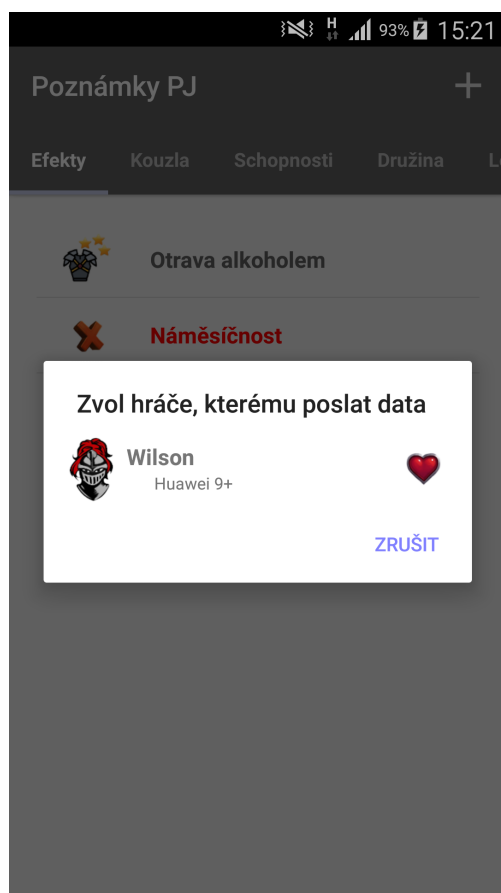 H 93% 15:21
Poznámky PJ
Efekty Kouzla Schopnosti Družina
Otrava alkoholem
Náměsíčnost
Zvol hráče, kterému poslat data
Wilson
Huawei 9+
ZRUŠIT